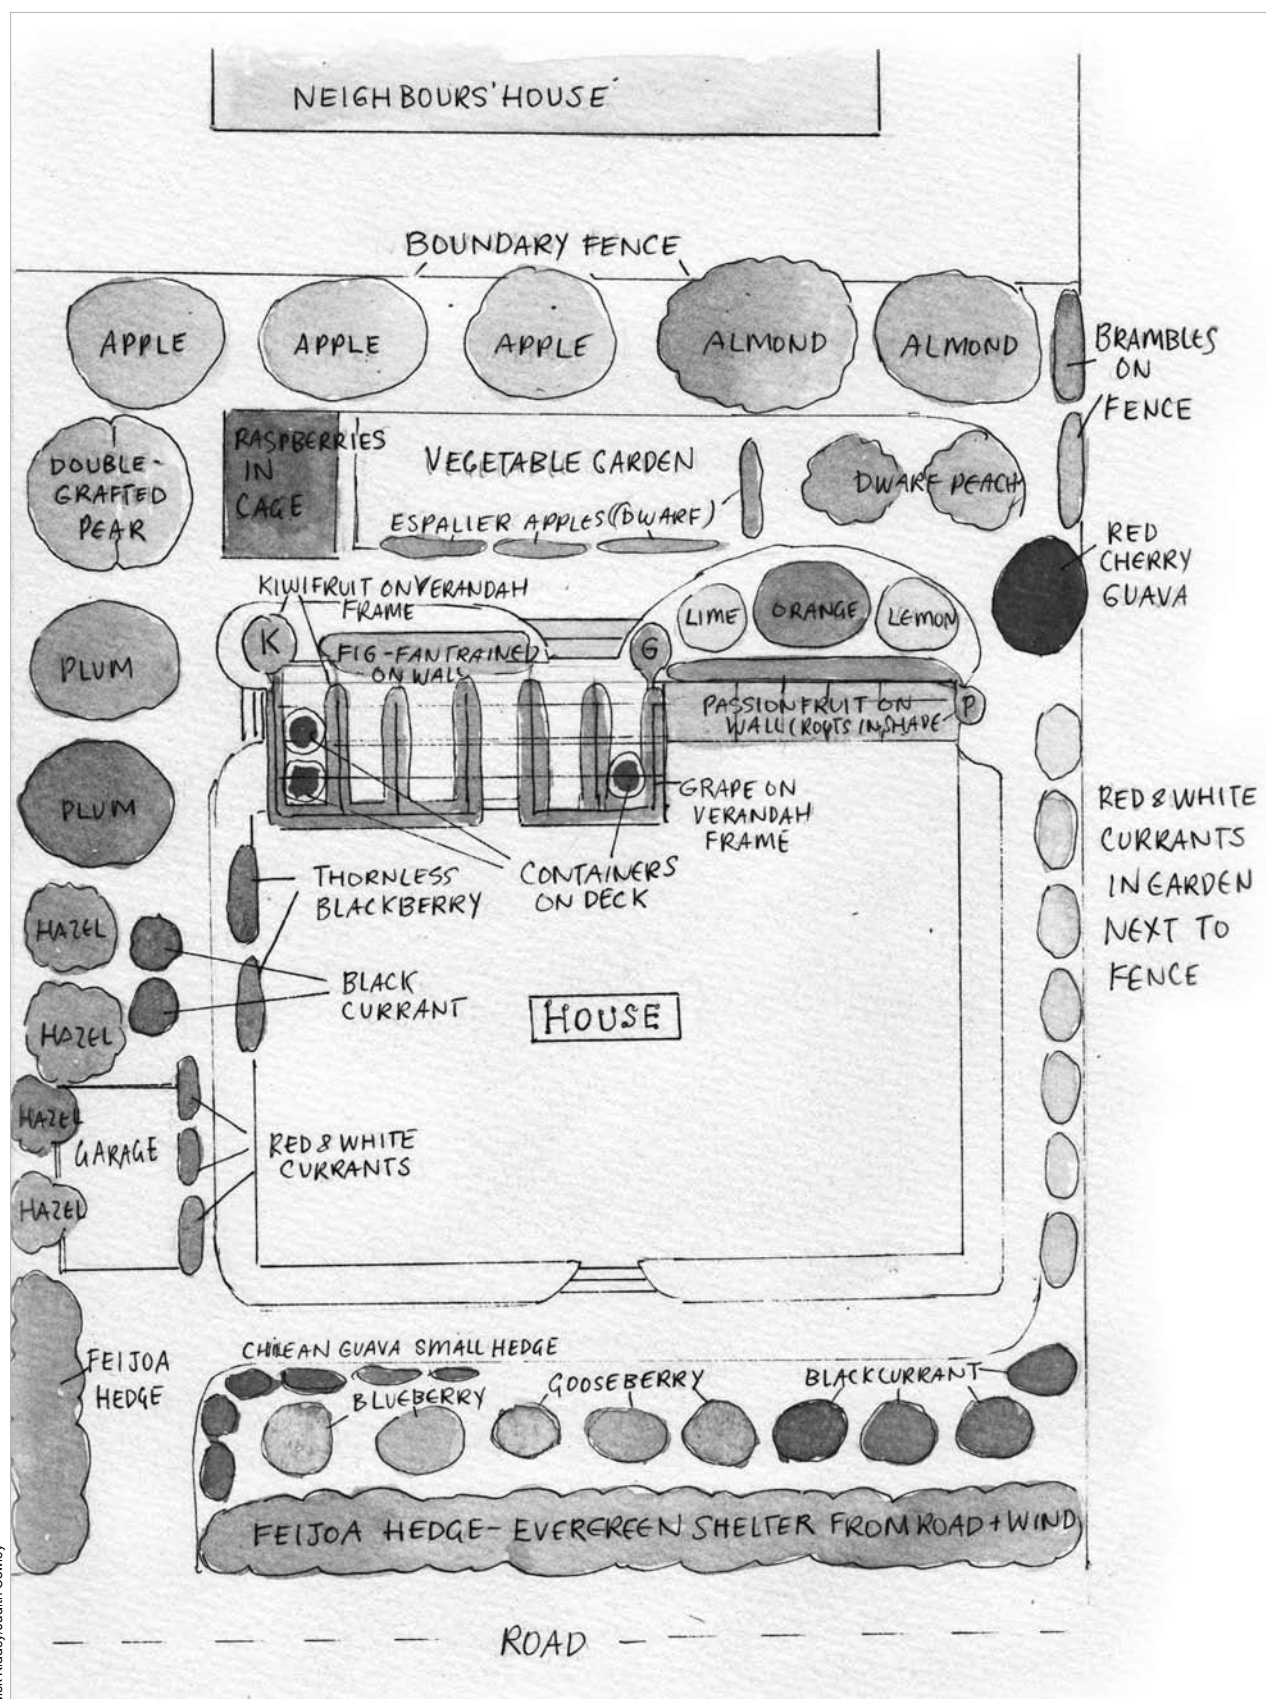 NEIGHBOURS' HOUSE
BOUNDARY FENCE
APPLE
APPLE
APPLE
ALMOND
ALMOND
BRAMBLES
ON
FENCE
DOUBLE-
GRAFTED
PEAR
RASPBERRIES
IN
CAGE
VEGETABLE GARDEN
ESPALIER APPLES (DWARF)
DWARF PEACH
RED
CHERRY
GUAVA
KIWIFRUIT ON VERANDAH
FRAME
K
FIG-FAN TRAINED
ON WALL
G
LIME
ORANGE
LEMON
PLUM
PASSIONFRUIT ON
WALL (ROOTS IN SHADE)
P
PLUM
GRAPE ON
VERANDAH
FRAME
RED & WHITE
CURRANTS
IN GARDEN
NEXT TO
FENCE
THORNLESS
BLACKBERRY
CONTAINERS
ON DECK
HAZEL
BLACK
CURRANT
HAZEL
HOUSE
HAZEL
GARAGE
RED & WHITE
CURRANTS
HAZEL
FEIJOA
HEDGE
CHILEAN GUAVA SMALL HEDGE
BLUEBERRY
GOOSEBERRY
BLACKCURRANT
FEIJOA HEDGE - EVERGREEN SHELTER FROM ROAD + WIND
ROAD